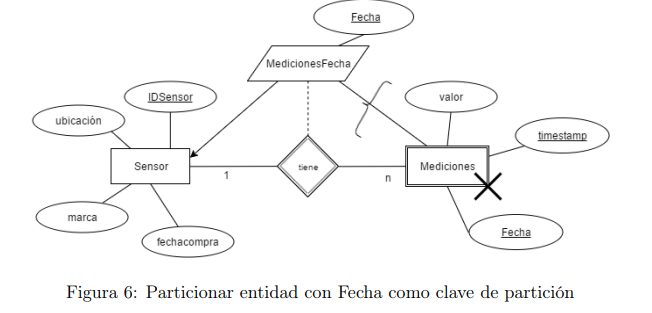 Fecha
MedicionesFecha
IDSensor
valor
ubicación
timestamp
Sensor
tiene
Mediciones
1
n
marca
Fecha
fechacompra
Figura 6: Particionar entidad con Fecha como clave de partición